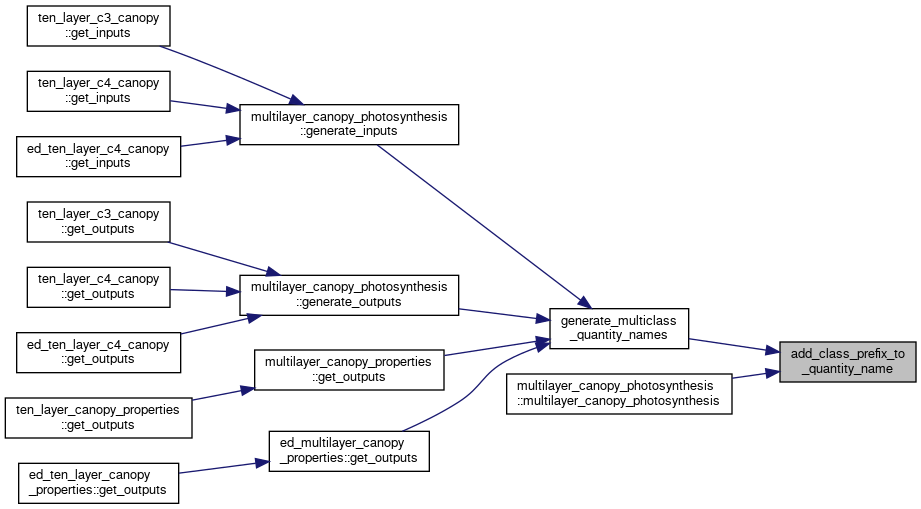 ten_layer_c3_canopy
::get_inputs
ten_layer_c4_canopy
::get_inputs
ed_ten_layer_c4_canopy
::get_inputs
multilayer_canopy_photosynthesis
::generate_inputs
ten_layer_c3_canopy
::get_outputs
ten_layer_c4_canopy
::get_outputs
ed_ten_layer_c4_canopy
::get_outputs
multilayer_canopy_photosynthesis
::generate_outputs
multilayer_canopy_properties
::get_outputs
ten_layer_canopy_properties
::get_outputs
ed_multilayer_canopy
_properties::get_outputs
ed_ten_layer_canopy
_properties::get_outputs
generate_multiclass
_quantity_names
multilayer_canopy_photosynthesis
::multilayer_canopy_photosynthesis
add_class_prefix_to
_quantity_name